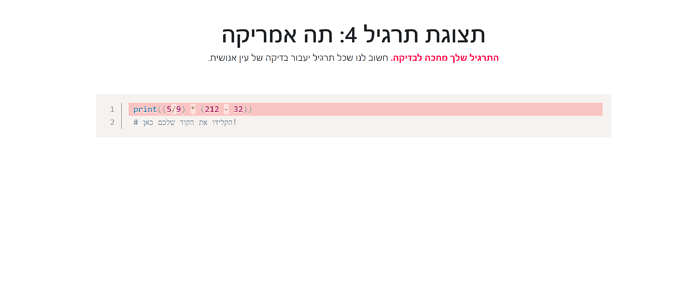 תצוגת תרגיל 4: תה אמריקה
התרגיל שלך מחכה לבדיקה. חשוב לנו שכל תרגיל יעבור בדיקה של עין אנושית.
1 print((5/9) * (212 - 32))
2 # הקלידו את הקוד שלכם כאן!